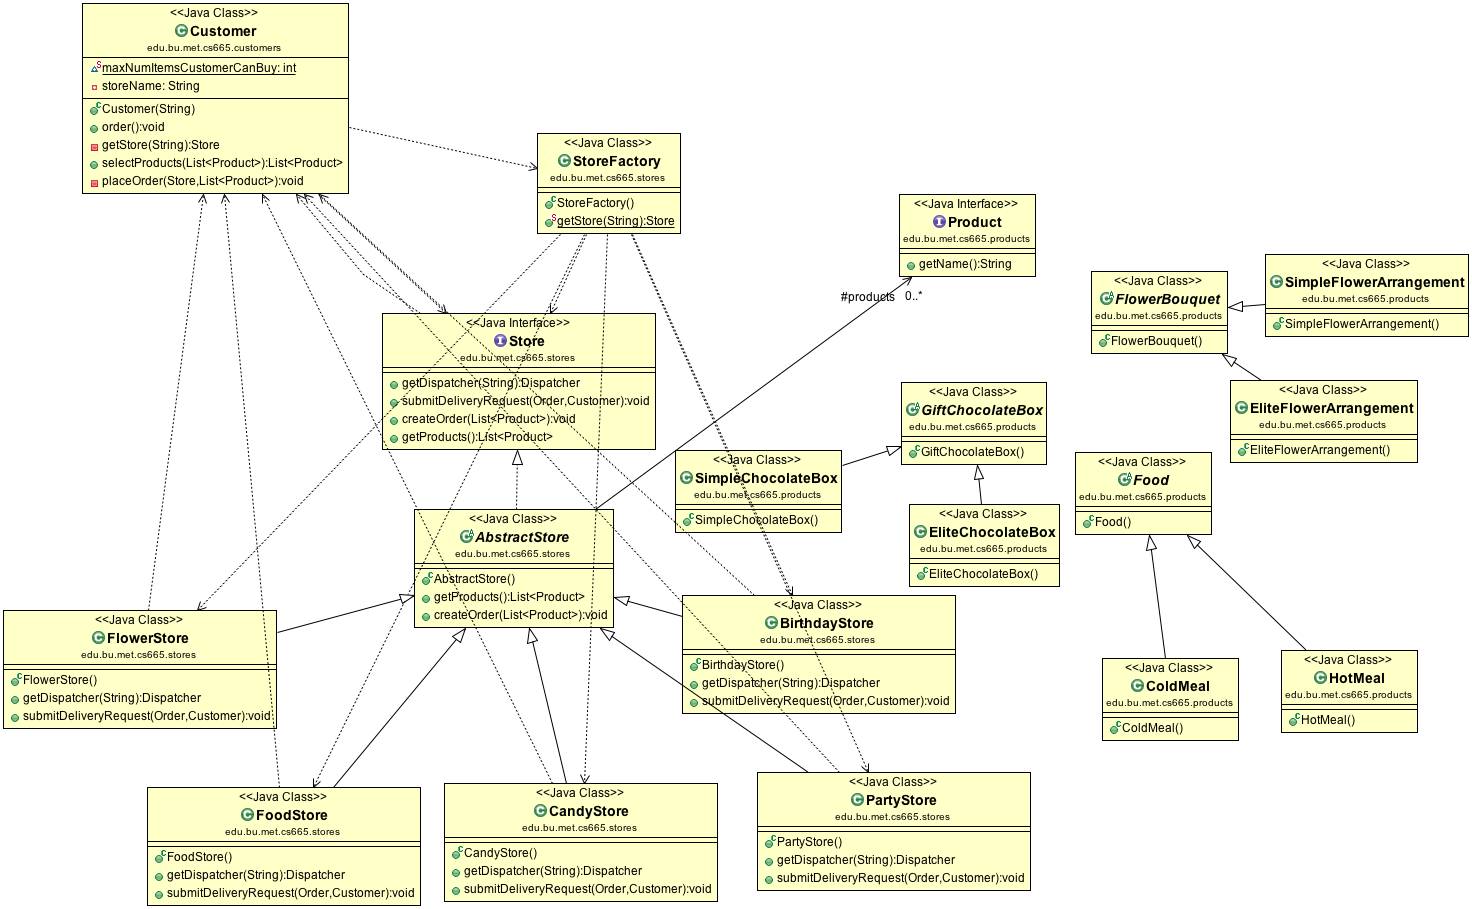 <<Java Class>>
Customer
edu.bu.met.cs665.customers
maxNumItemsCustomerCanBuy: int
storeName: String
Customer(String)
order():void
getStore(String):Store
selectProducts(List<Product>):List<Product>
placeOrder(Store,List<Product>):void
<<Java Class>>
StoreFactory
edu.bu.met.cs665.stores
StoreFactory()
getStore(String):Store
<<Java Interface>>
Product
edu.bu.met.cs665.products
getName():String
#products 0..*
<<Java Class>>
FlowerBouquet
edu.bu.met.cs665.products
FlowerBouquet()
<<Java Class>>
SimpleFlowerArrangement
edu.bu.met.cs665.products
SimpleFlowerArrangement()
<<Java Interface>>
Store
edu.bu.met.cs665.stores
getDispatcher(String):Dispatcher
submitDeliveryRequest(Order,Customer):void
createOrder(List<Product>):void
getProducts():List<Product>
<<Java Class>>
GiftChocolateBox
edu.bu.met.cs665.products
GiftChocolateBox()
<<Java Class>>
EliteFlowerArrangement
edu.bu.met.cs665.products
EliteFlowerArrangement()
<<Java Class>>
SimpleChocolateBox
edu.bu.met.cs665.products
SimpleChocolateBox()
<<Java Class>>
Food
edu.bu.met.cs665.products
Food()
<<Java Class>>
AbstractStore
edu.bu.met.cs665.stores
AbstractStore()
getProducts():List<Product>
createOrder(List<Product>):void
<<Java Class>>
EliteChocolateBox
edu.bu.met.cs665.products
EliteChocolateBox()
<<Java Class>>
FlowerStore
edu.bu.met.cs665.stores
FlowerStore()
getDispatcher(String):Dispatcher
submitDeliveryRequest(Order,Customer):void
<<Java Class>>
BirthdayStore
edu.bu.met.cs665.stores
BirthdayStore()
getDispatcher(String):Dispatcher
submitDeliveryRequest(Order,Customer):void
<<Java Class>>
ColdMeal
edu.bu.met.cs665.products
ColdMeal()
<<Java Class>>
HotMeal
edu.bu.met.cs665.products
HotMeal()
<<Java Class>>
FoodStore
edu.bu.met.cs665.stores
FoodStore()
getDispatcher(String):Dispatcher
submitDeliveryRequest(Order,Customer):void
<<Java Class>>
CandyStore
edu.bu.met.cs665.stores
CandyStore()
getDispatcher(String):Dispatcher
submitDeliveryRequest(Order,Customer):void
<<Java Class>>
PartyStore
edu.bu.met.cs665.stores
PartyStore()
getDispatcher(String):Dispatcher
submitDeliveryRequest(Order,Customer):void